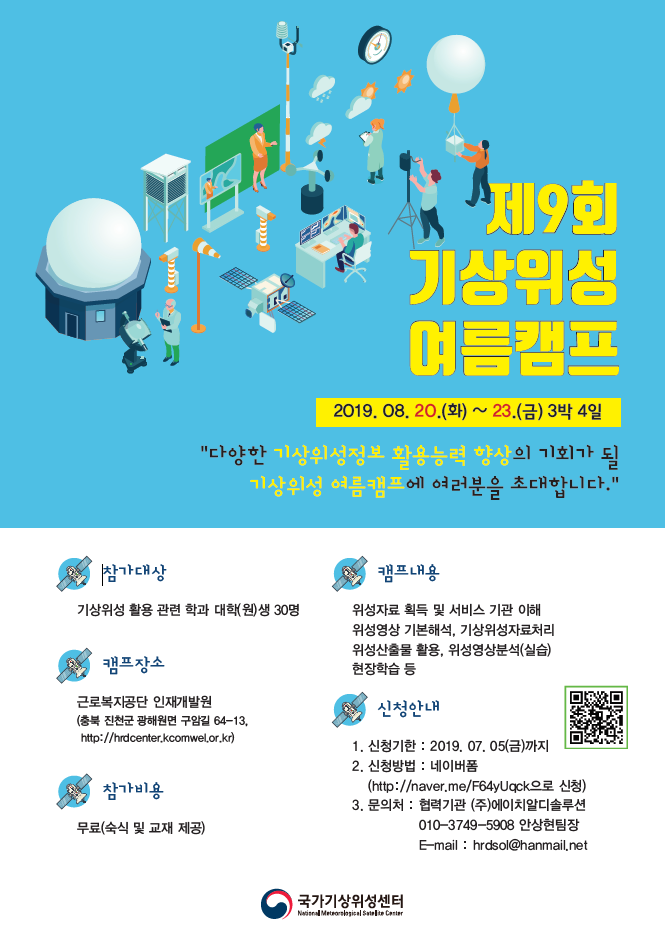 제9회
기상위성
여름캠프
2019. 08. 20.(화) ~ 23.(금) 3박 4일
"다양한 기상위성정보 활용능력 향상의 기회가 될
기상위성 여름캠프에 여러분을 초대합니다."
참가대상
기상위성 활용 관련 학과 대학(원)생 30명
캠프장소
근로복지공단 인재개발원
(충북 진천군 광해원면 구암길 64-13,
http://hrdcenter.kcomwel.or.kr)
참가비용
무료(숙식 및 교재 제공)
캠프내용
위성자료 획득 및 서비스 기관 이해
위성영상 기본해석, 기상위성자료처리
위성산출물 활용, 위성영상분석(실습)
현장학습 등
신청안내
1. 신청기한 : 2019. 07. 05(금)까지
2. 신청방법 : 네이버폼
(http://naver.me/F64yUqck으로 신청)
3. 문의처 : 협력기관 (주)에이치알디솔루션
010-3749-5908 안상현팀장
E-mail : hrdsol@hanmail.net
국가기상위성센터
National Meteorological Satellite Center